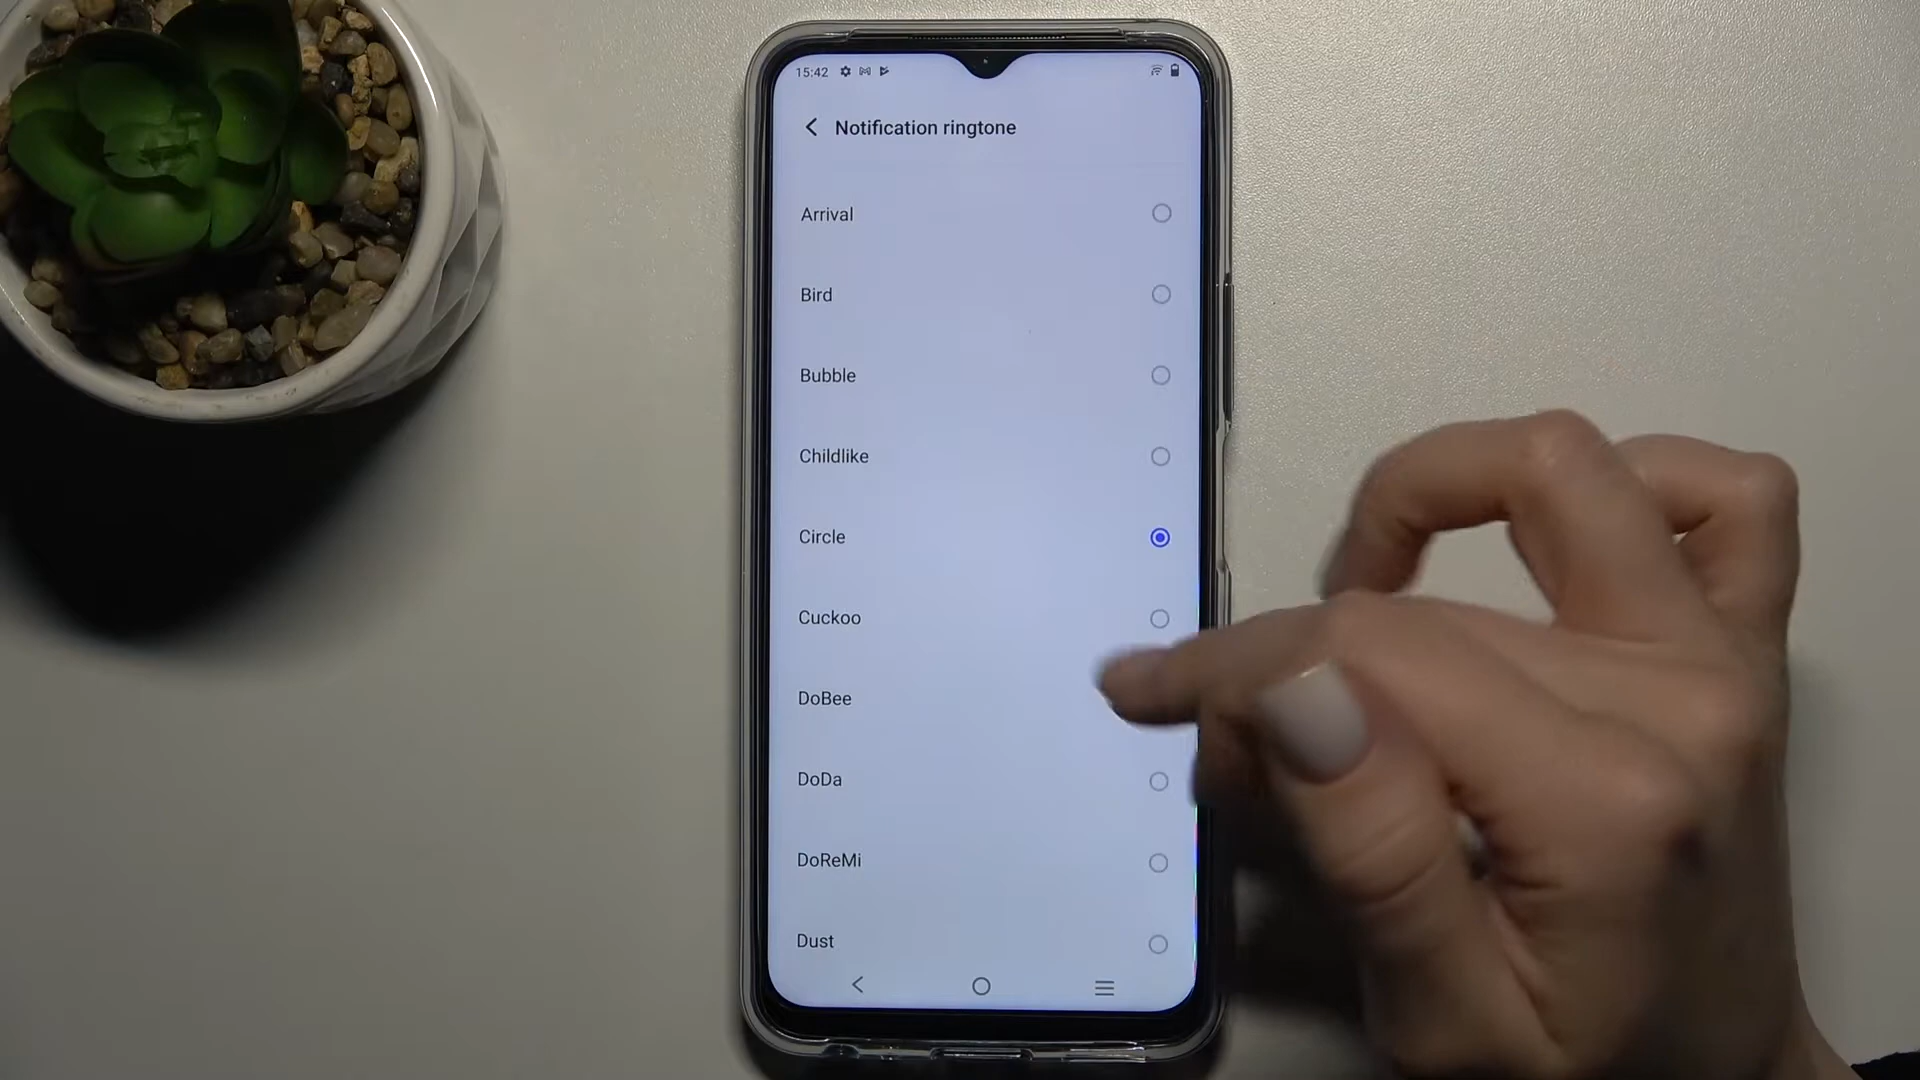 15:42
Notification ringtone
Arrival
Bird
Bubble
Childlike
Circle
Cuckoo
DoBee
DoDa
DoReMi
Dust